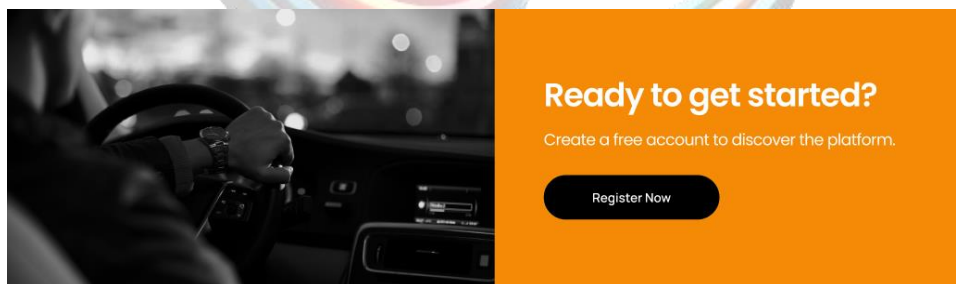 Ready to get started?
Create a free account to discover the platform.
Register Now